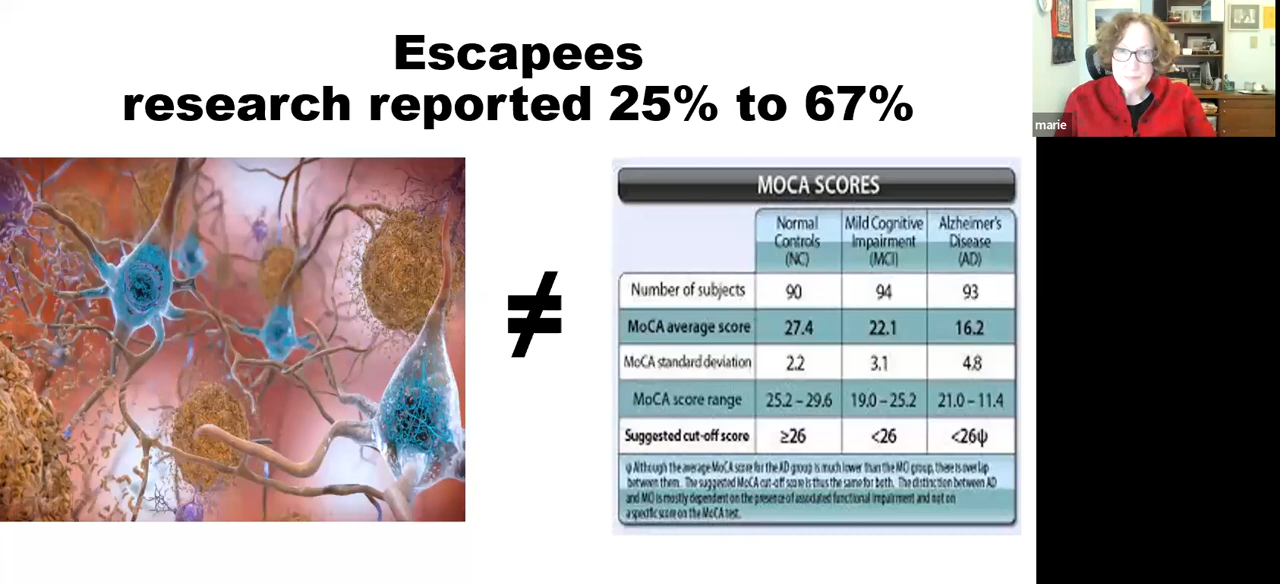 Escapees
research reported 25% to 67%
marie
≠
MOCA SCORES
Normal Controls (NC) Mild Cognitive Impairment (MCI) Alzheimer's Disease (AD)
Number of subjects 90 94 93
MoCA average score 27.4 22.1 16.2
MoCA standard deviation 2.2 3.1 4.8
MoCA score range 25.2 – 29.6 19.0 – 25.2 21.0 – 11.4
Suggested cut-off score ≥26 <26 <26ψ
ψ Although the average MoCA score for the AD group is much lower than the MCI group, there is overlap
between them. The suggested MoCA cut-off score is thus the same for both. The distinction between AD
and MCI is mostly dependent on the presence of associated functional impairment and not on
a specific score on the MoCA test.